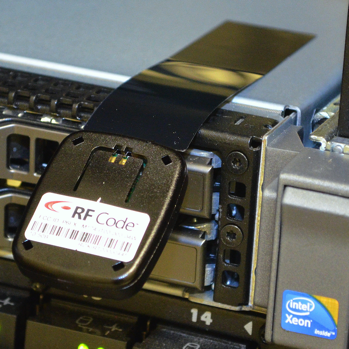 RF Code
14
intel
Xeon
inside